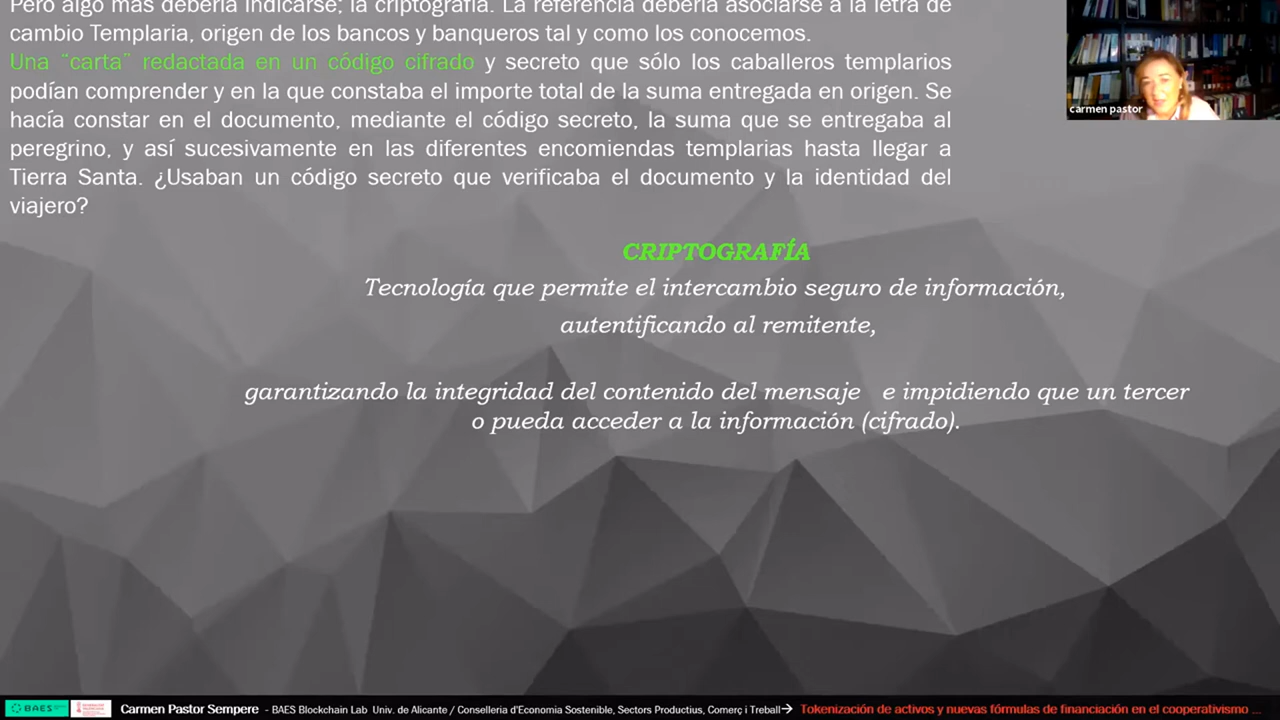 Pero algo más debería indicarse; la criptografía. La referencia debería asociarse a la letra de
cambio Templaria, origen de los bancos y banqueros tal y como los conocemos.
Una “carta” redactada en un código cifrado y secreto que sólo los caballeros templarios
podían comprender y en la que constaba el importe total de la suma entregada en origen. Se
hacía constar en el documento, mediante el código secreto, la suma que se entregaba al
peregrino, y así sucesivamente en las diferentes encomiendas templarias hasta llegar a
Tierra Santa. ¿Usaban un código secreto que verificaba el documento y la identidad del
viajero?
carmen pastor
CRIPTOGRAFÍA
Tecnología que permite el intercambio seguro de información,
autentificando al remitente,
garantizando la integridad del contenido del mensaje e impidiendo que un tercer
o pueda acceder a la información (cifrado).
BAES
Carmen Pastor Sempere - BAES Blockchain Lab Univ. de Alicante / Conselleria d'Economia Sostenible, Sectors Productius, Comerç i Treball→ Tokenización de activos y nuevas fórmulas de financiación en el cooperativismo ...